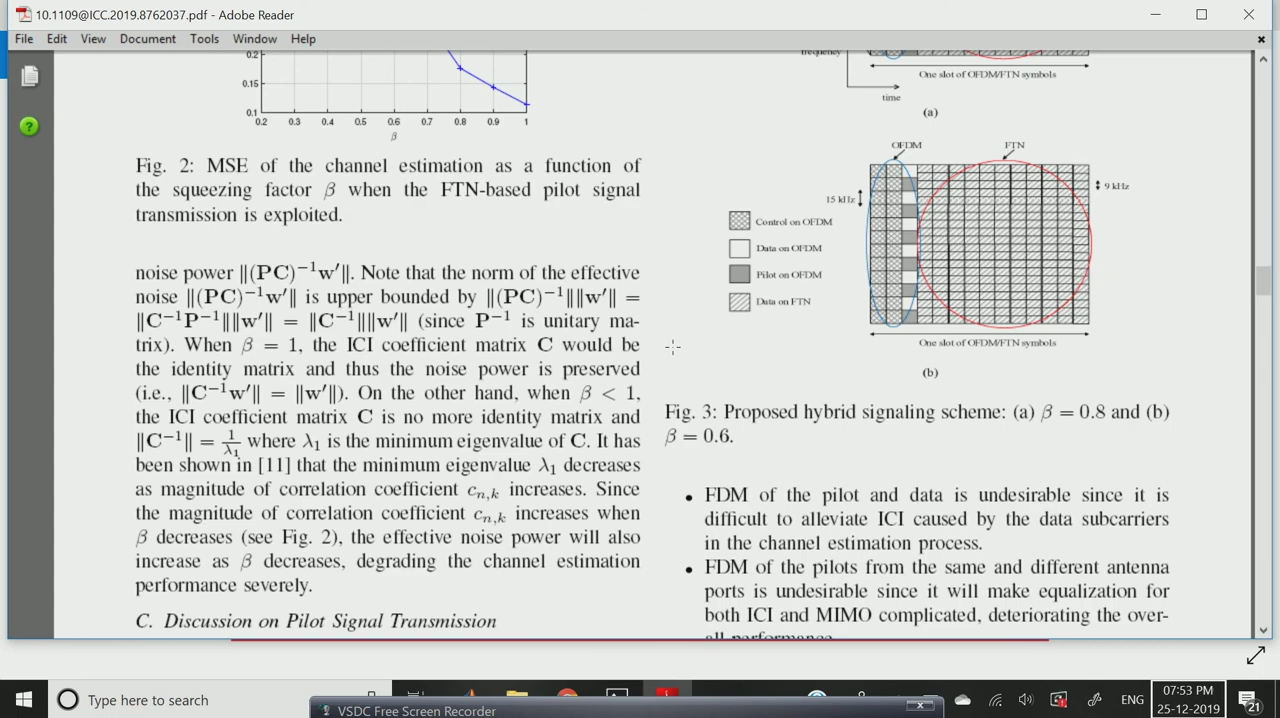 10.1109@ICC.2019.8762037.pdf - Adobe Reader
File Edit View Document Tools Window Help
0.2
0.15
0.1
0.2 0.3 0.4 0.5 0.6 0.7 0.8 0.9 1
β
Fig. 2: MSE of the channel estimation as a function of
the squeezing factor β when the FTN-based pilot signal
transmission is exploited.
noise power ‖(PC)⁻¹w′‖. Note that the norm of the effective
noise ‖(PC)⁻¹w′‖ is upper bounded by ‖(PC)⁻¹‖‖w′‖ =
‖C⁻¹P⁻¹‖‖w′‖ = ‖C⁻¹‖‖w′‖ (since P⁻¹ is unitary ma-
trix). When β = 1, the ICI coefficient matrix C would be
the identity matrix and thus the noise power is preserved
(i.e., ‖C⁻¹w′‖ = ‖w′‖). On the other hand, when β < 1,
the ICI coefficient matrix C is no more identity matrix and
‖C⁻¹‖ = 1/λ₁ where λ₁ is the minimum eigenvalue of C. It has
been shown in [11] that the minimum eigenvalue λ₁ decreases
as magnitude of correlation coefficient cₙ,ₖ increases. Since
the magnitude of correlation coefficient cₙ,ₖ increases when
β decreases (see Fig. 2), the effective noise power will also
increase as β decreases, degrading the channel estimation
performance severely.
C. Discussion on Pilot Signal Transmission
frequency
One slot of OFDM/FTN symbols
time
(a)
OFDM FTN
15 kHz
9 kHz
Control on OFDM
Data on OFDM
Pilot on OFDM
Data on FTN
One slot of OFDM/FTN symbols
(b)
Fig. 3: Proposed hybrid signaling scheme: (a) β = 0.8 and (b)
β = 0.6.
• FDM of the pilot and data is undesirable since it is
difficult to alleviate ICI caused by the data subcarriers
in the channel estimation process.
• FDM of the pilots from the same and different antenna
ports is undesirable since it will make equalization for
both ICI and MIMO complicated, deteriorating the over-
all performance.
Type here to search
VSDC Free Screen Recorder
ENG
07:53 PM
25-12-2019
21